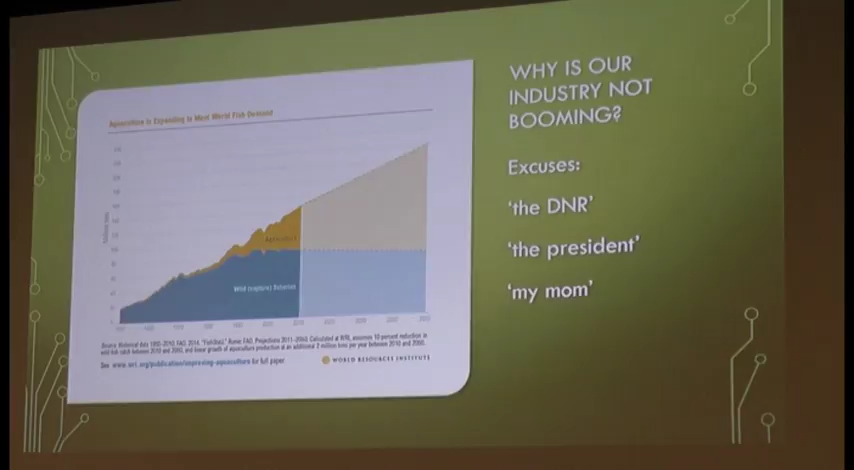 Aquaculture Is Expanding to Meet World Fish Demand
WHY IS OUR
INDUSTRY NOT
BOOMING?
Excuses:
'the DNR'
'the president'
'my mom'
Aquaculture
Wild (capture) fisheries
Source: Historical data 1950–2010: FAO. 2014. "FishStatJ." Rome: FAO. Projections 2011–2050: Calculated at WRI, assumes 10 percent reduction in
wild fish catch between 2010 and 2050, and linear growth of aquaculture production at an additional 2 million tons per year between 2010 and 2050.
See www.wri.org/publication/improving-aquaculture for full paper.
WORLD RESOURCES INSTITUTE